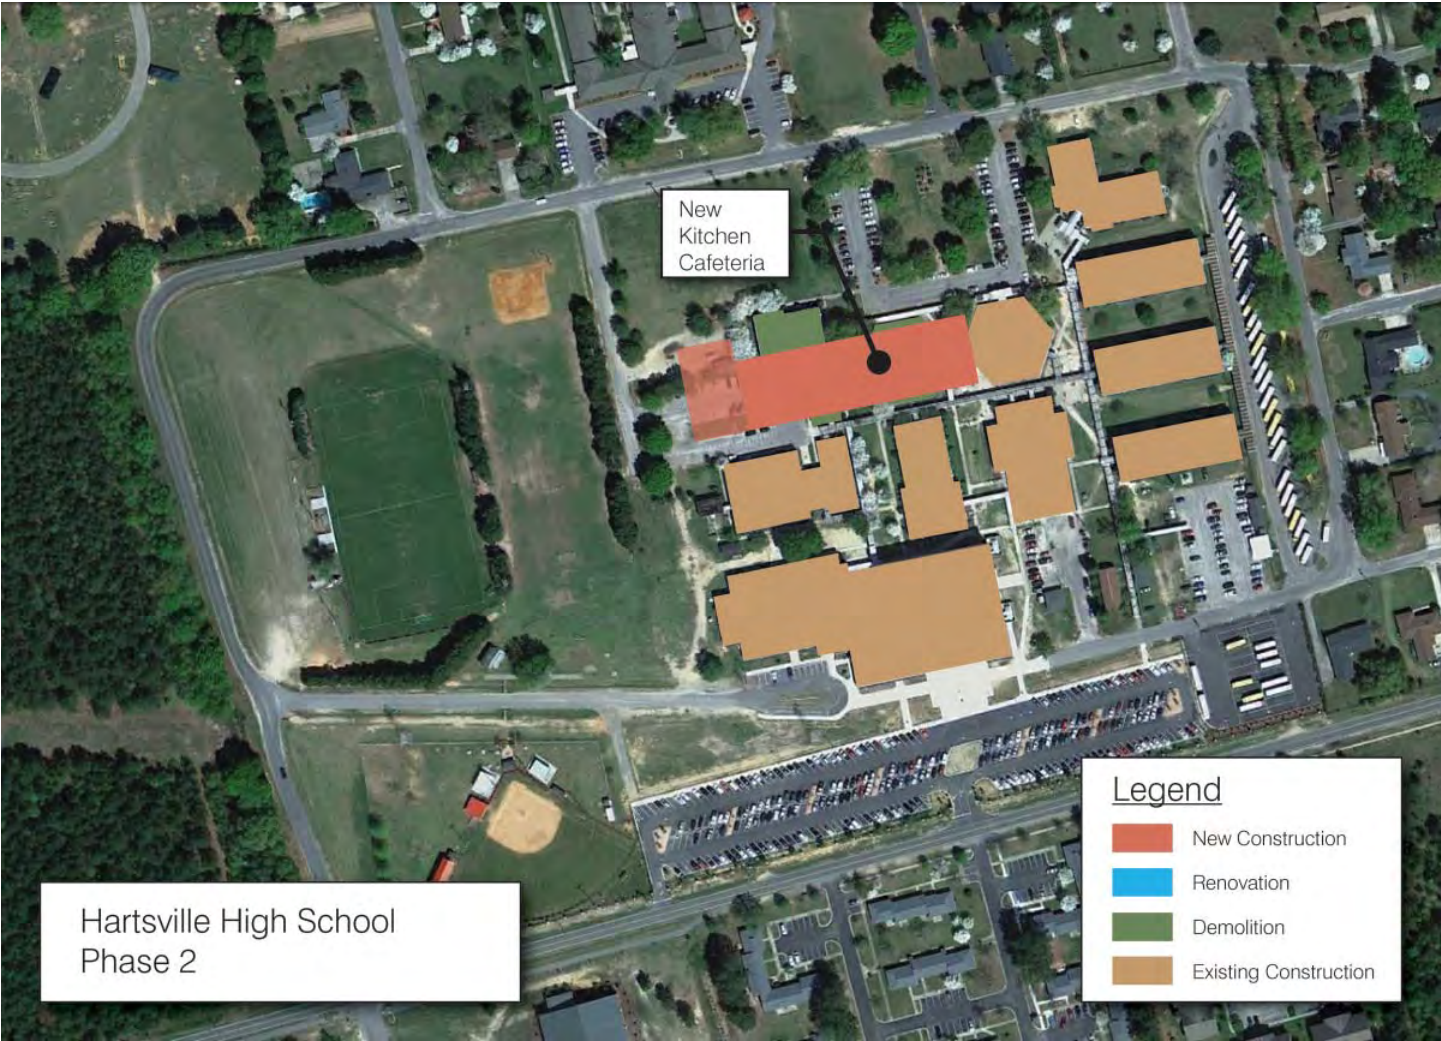 New
Kitchen
Cafeteria
Legend
New Construction
Renovation
Demolition
Existing Construction
Hartsville High School
Phase 2